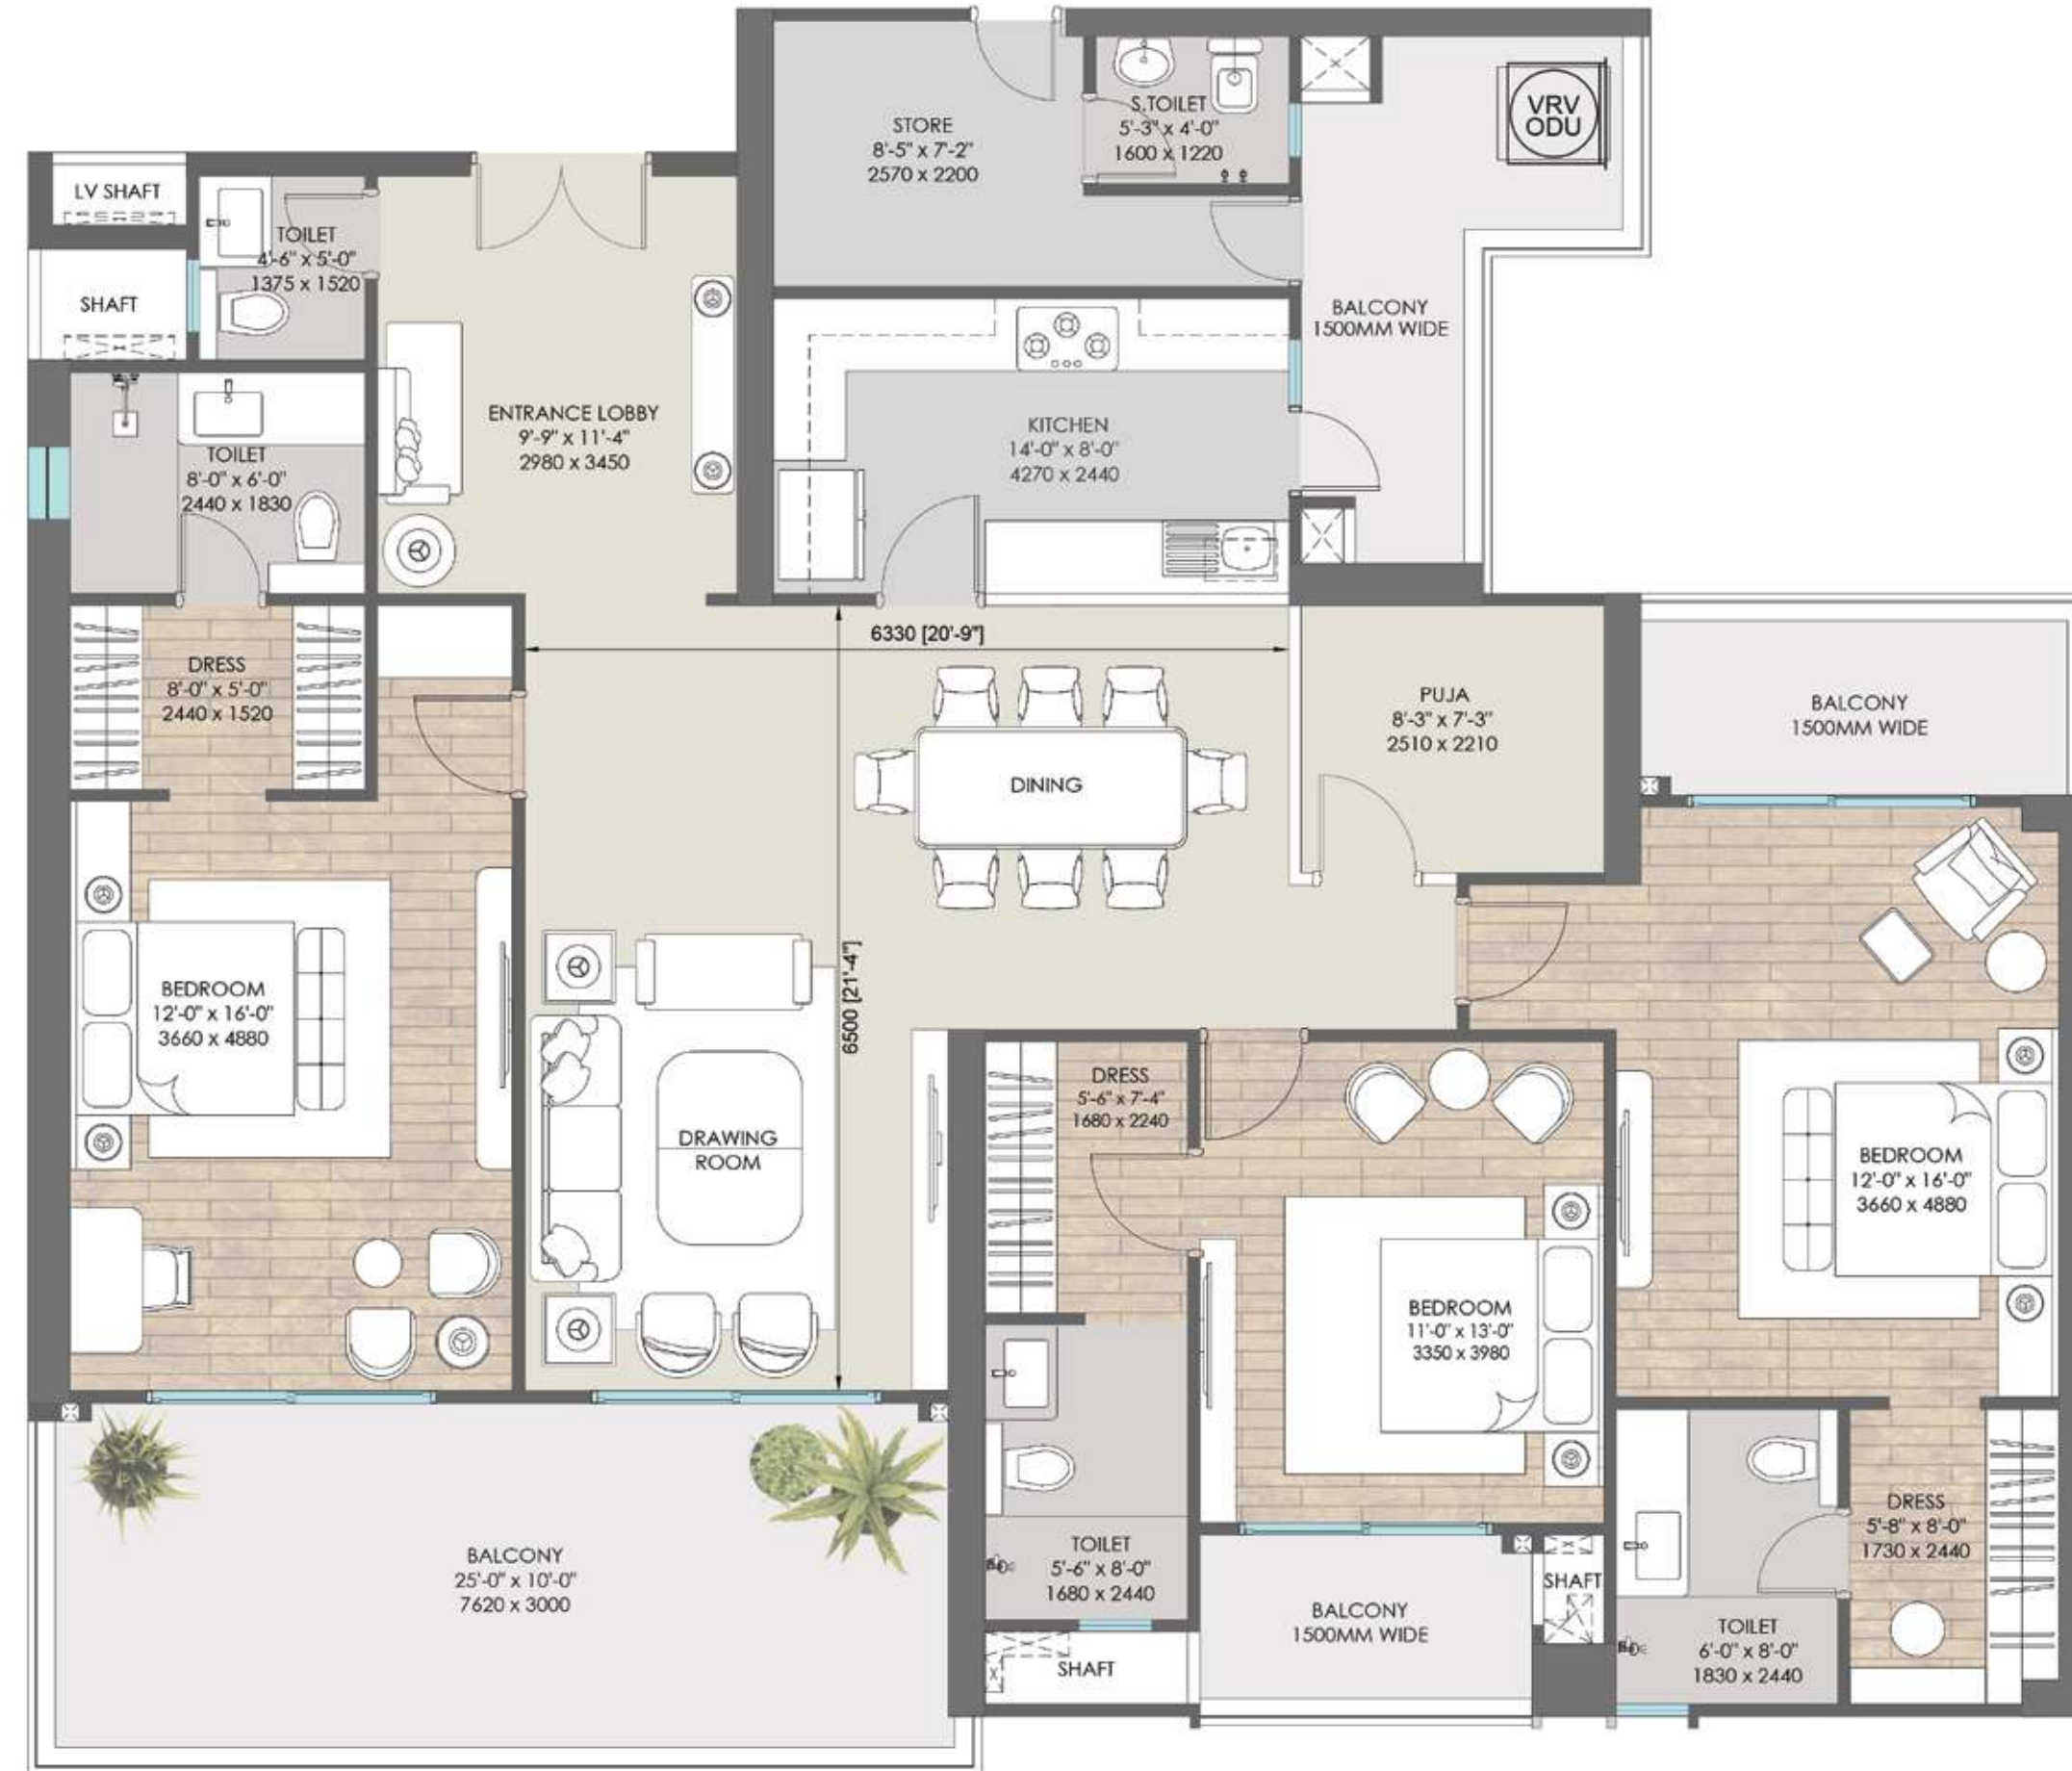 STORE
8'-5" x 7'-2"
2570 x 2200
S.TOILET
5'-3" x 4'-0"
1600 x 1220
VRV
ODU
LV SHAFT
SHAFT
TOILET
4'-6" x 5'-0"
1375 x 1520
BALCONY
1500MM WIDE
ENTRANCE LOBBY
9'-9" x 11'-4"
2980 x 3450
KITCHEN
14'-0" x 8'-0"
4270 x 2440
TOILET
8'-0" x 6'-0"
2440 x 1830
6330 [20'-9"]
DRESS
8'-0" x 5'-0"
2440 x 1520
PUJA
8'-3" x 7'-3"
2510 x 2210
BALCONY
1500MM WIDE
DINING
6500 [21'-4"]
BEDROOM
12'-0" x 16'-0"
3660 x 4880
DRAWING
ROOM
DRESS
5'-6" x 7'-4"
1680 x 2240
BEDROOM
12'-0" x 16'-0"
3660 x 4880
BEDROOM
11'-0" x 13'-0"
3350 x 3980
BALCONY
25'-0" x 10'-0"
7620 x 3000
TOILET
5'-6" x 8'-0"
1680 x 2440
SHAFT
BALCONY
1500MM WIDE
SHAFT
DRESS
5'-8" x 8'-0"
1730 x 2440
TOILET
6'-0" x 8'-0"
1830 x 2440